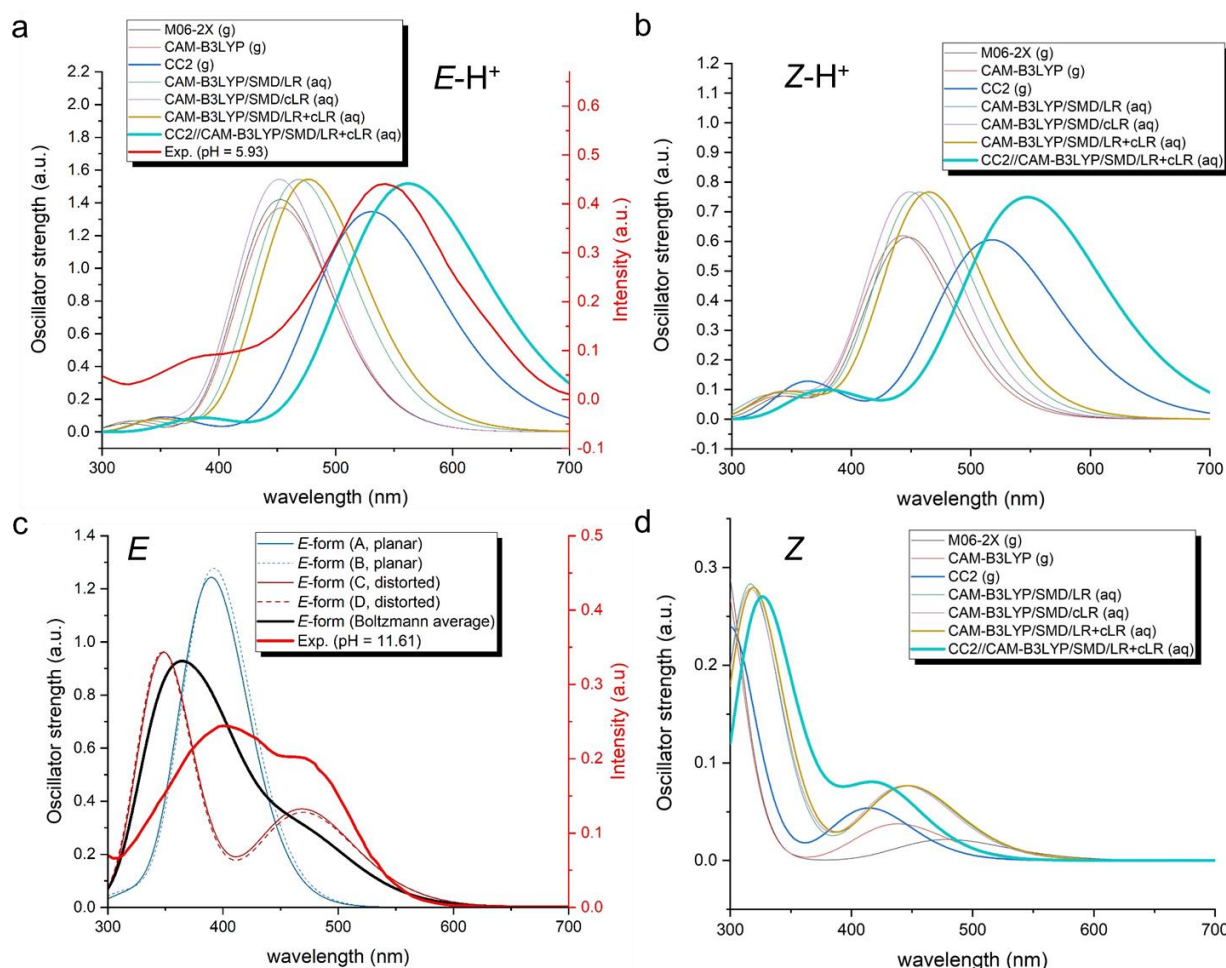 a
M06-2X (g)
CAM-B3LYP (g)
CC2 (g)
CAM-B3LYP/SMD/LR (aq)
CAM-B3LYP/SMD/cLR (aq)
CAM-B3LYP/SMD/LR+cLR (aq)
CC2//CAM-B3LYP/SMD/LR+cLR (aq)
Exp. (pH = 5.93)
E-H+
2.2
2.0
1.8
1.6
1.4
1.2
1.0
0.8
0.6
0.4
0.2
0.0
Oscillator strength (a.u.)
0.6
0.5
0.4
0.3
0.2
0.1
0.0
-0.1
Intensity (a.u.)
300 400 500 600 700
wavelength (nm)
b
Z-H+
M06-2X (g)
CAM-B3LYP (g)
CC2 (g)
CAM-B3LYP/SMD/LR (aq)
CAM-B3LYP/SMD/cLR (aq)
CAM-B3LYP/SMD/LR+cLR (aq)
CC2//CAM-B3LYP/SMD/LR+cLR (aq)
1.2
1.1
1.0
0.9
0.8
0.7
0.6
0.5
0.4
0.3
0.2
0.1
0.0
-0.1
Oscillator strength (a.u.)
300 400 500 600 700
wavelength (nm)
c
E
E-form (A, planar)
E-form (B, planar)
E-form (C, distorted)
E-form (D, distorted)
E-form (Boltzmann average)
Exp. (pH = 11.61)
1.4
1.2
1.0
0.8
0.6
0.4
0.2
0.0
Oscillator strength (a.u.)
0.5
0.4
0.3
0.2
0.1
0.0
Intensity (a.u)
300 400 500 600 700
wavelength (nm)
d
Z
M06-2X (g)
CAM-B3LYP (g)
CC2 (g)
CAM-B3LYP/SMD/LR (aq)
CAM-B3LYP/SMD/cLR (aq)
CAM-B3LYP/SMD/LR+cLR (aq)
CC2//CAM-B3LYP/SMD/LR+cLR (aq)
0.3
0.2
0.1
0.0
Oscillator strength (a.u.)
300 400 500 600 700
wavelength (nm)